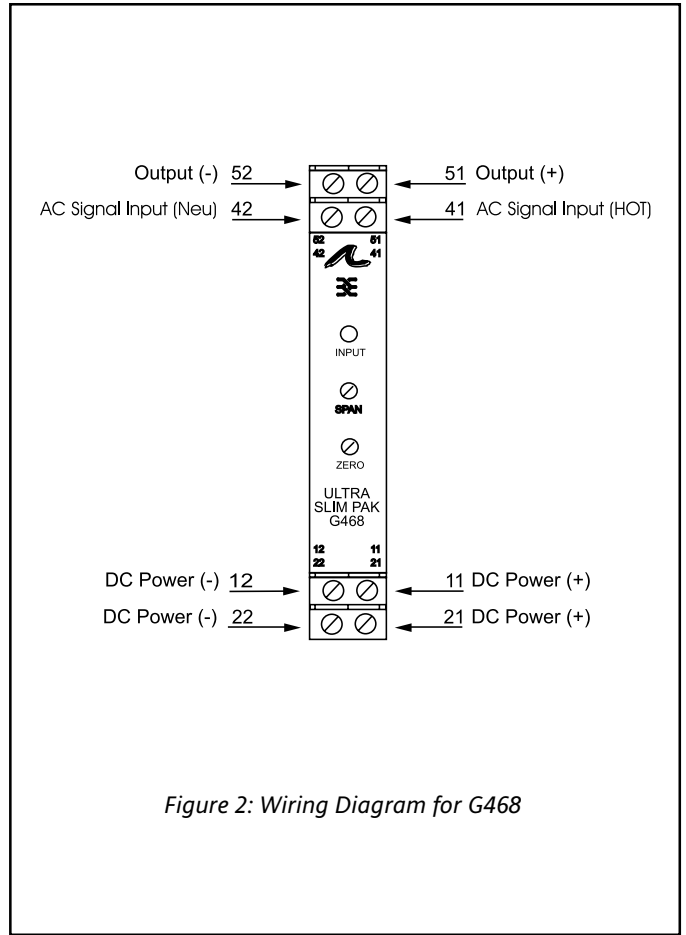 Output (-) 52 51 Output (+)
AC Signal Input (Neu) 42 41 AC Signal Input (HOT)
52 51
42 41
INPUT
SPAN
ZERO
ULTRA
SLIM PAK
G468
12 11
22 21
DC Power (-) 12 11 DC Power (+)
DC Power (-) 22 21 DC Power (+)
Figure 2: Wiring Diagram for G468